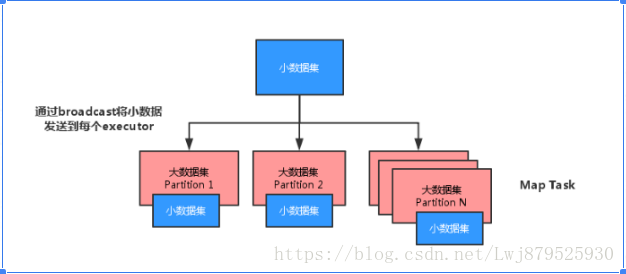 小数据集
通过broadcast将小数据
发送到每个executor
大数据集
Partition 1
小数据集
大数据集
Partition 2
小数据集
大数据集
Partition N
小数据集
Map Task
https://blog.csdn.net/Lwj879525930